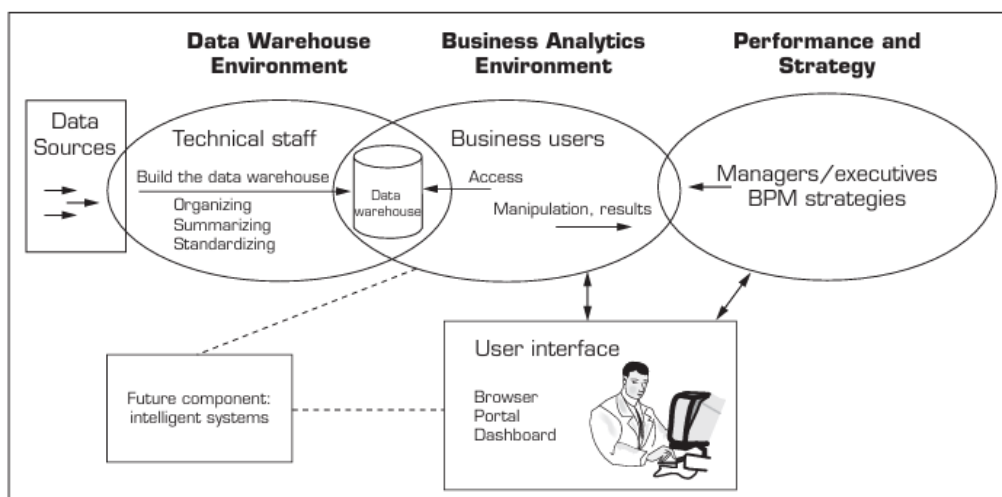 Data Warehouse
Environment
Business Analytics
Environment
Performance and
Strategy
Data
Sources
Technical staff
Build the data warehouse
Organizing
Summarizing
Standardizing
Data
warehouse
Business users
Access
Manipulation, results
Managers/executives
BPM strategies
Future component:
intelligent systems
User interface
Browser
Portal
Dashboard